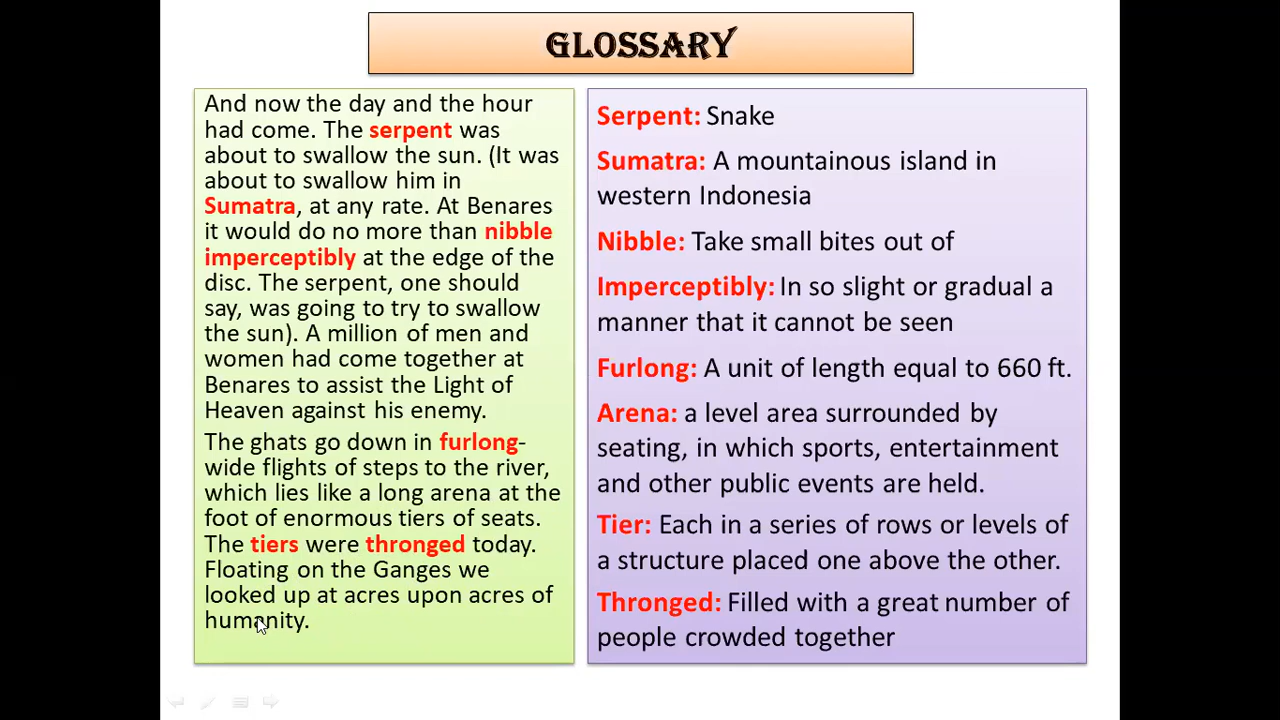 GLOSSARY
And now the day and the hour
had come. The serpent was
about to swallow the sun. (It was
about to swallow him in
Sumatra, at any rate. At Benares
it would do no more than nibble
imperceptibly at the edge of the
disc. The serpent, one should
say, was going to try to swallow
the sun). A million of men and
women had come together at
Benares to assist the Light of
Heaven against his enemy.
The ghats go down in furlong-
wide flights of steps to the river,
which lies like a long arena at the
foot of enormous tiers of seats.
The tiers were thronged today.
Floating on the Ganges we
looked up at acres upon acres of
humanity.
Serpent: Snake
Sumatra: A mountainous island in
western Indonesia
Nibble: Take small bites out of
Imperceptibly: In so slight or gradual a
manner that it cannot be seen
Furlong: A unit of length equal to 660 ft.
Arena: a level area surrounded by
seating, in which sports, entertainment
and other public events are held.
Tier: Each in a series of rows or levels of
a structure placed one above the other.
Thronged: Filled with a great number of
people crowded together